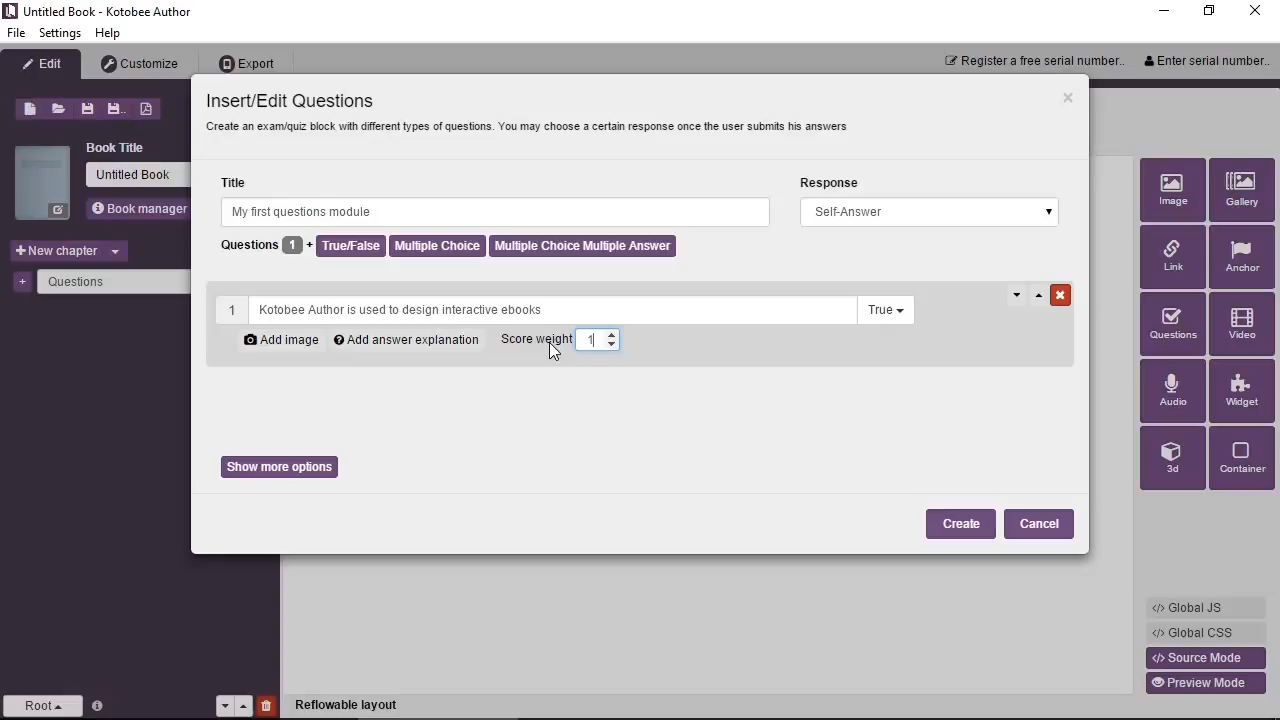 Untitled Book - Kotobee Author
File Settings Help
Edit Customize Export Register a free serial number.. Enter serial number..
Insert/Edit Questions
Create an exam/quiz block with different types of questions. You may choose a certain response once the user submits his answers
Book Title
Untitled Book
Book manager
New chapter
Questions
Title Response
My first questions module Self-Answer
Questions 1 + True/False Multiple Choice Multiple Choice Multiple Answer
1 Kotobee Author is used to design interactive ebooks True
Add image Add answer explanation Score weight 1
Show more options
Create Cancel
Image Gallery
Link Anchor
Questions Video
Audio Widget
3d Container
</> Global JS
</> Global CSS
</> Source Mode
Preview Mode
Root Reflowable layout